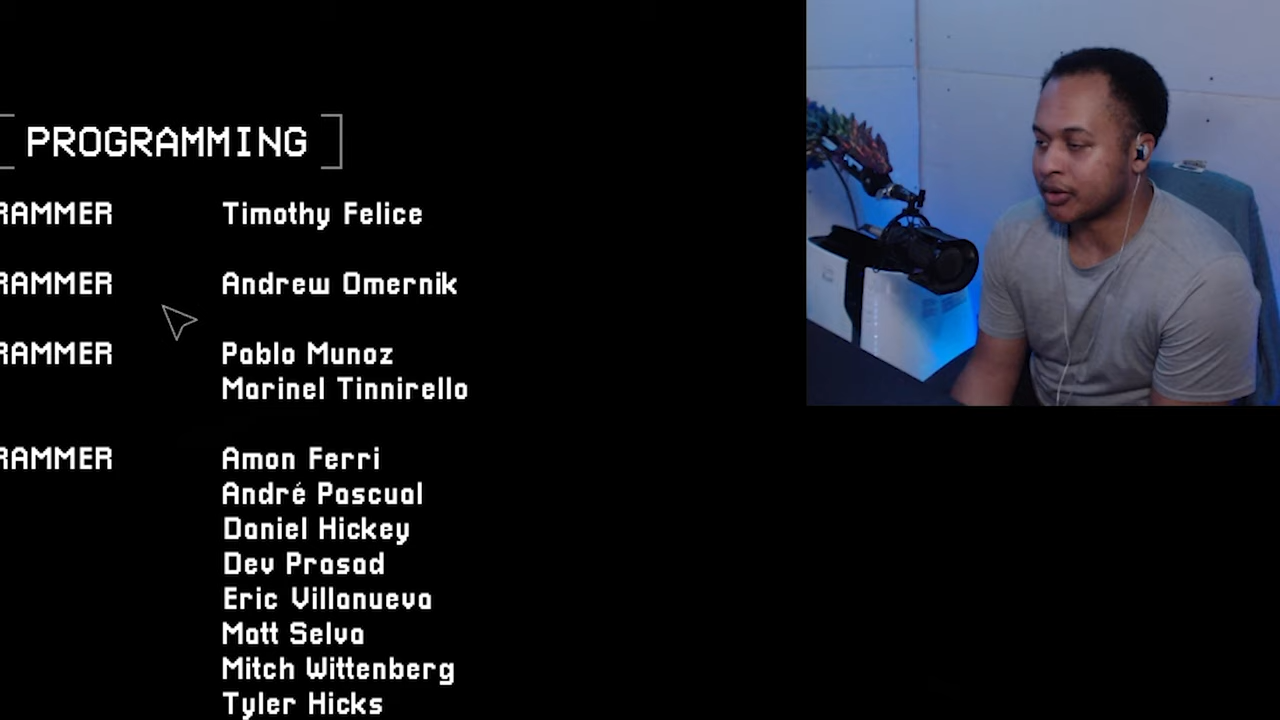 PROGRAMMING
RAMMER Timothy Felice
RAMMER Andrew Omernik
RAMMER Pablo Munoz
Marinel Tinnirello
RAMMER Amon Ferri
André Pascual
Daniel Hickey
Dev Prasad
Eric Villanueva
Matt Selva
Mitch Wittenberg
Tyler Hicks